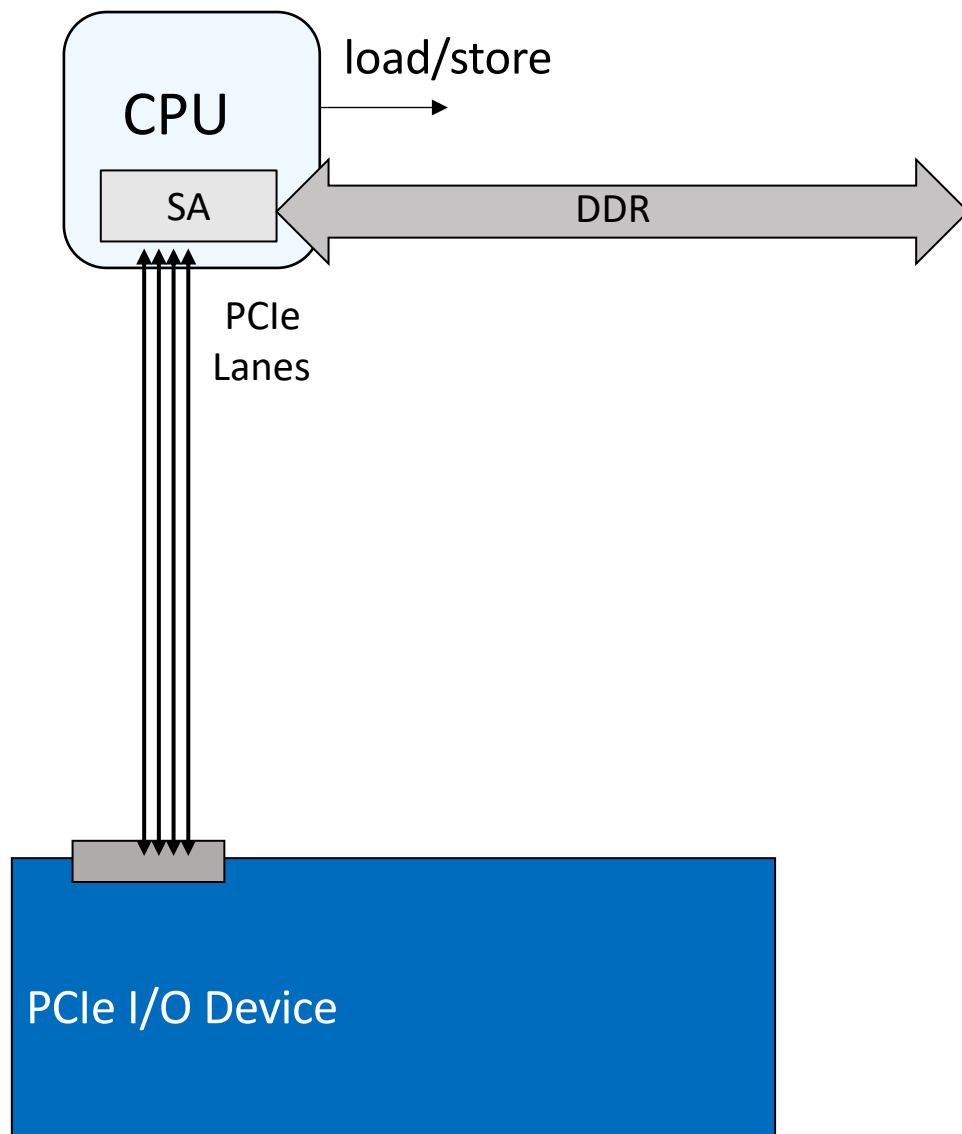 load/store
CPU
SA
DDR
PCIe
Lanes
PCIe I/O Device